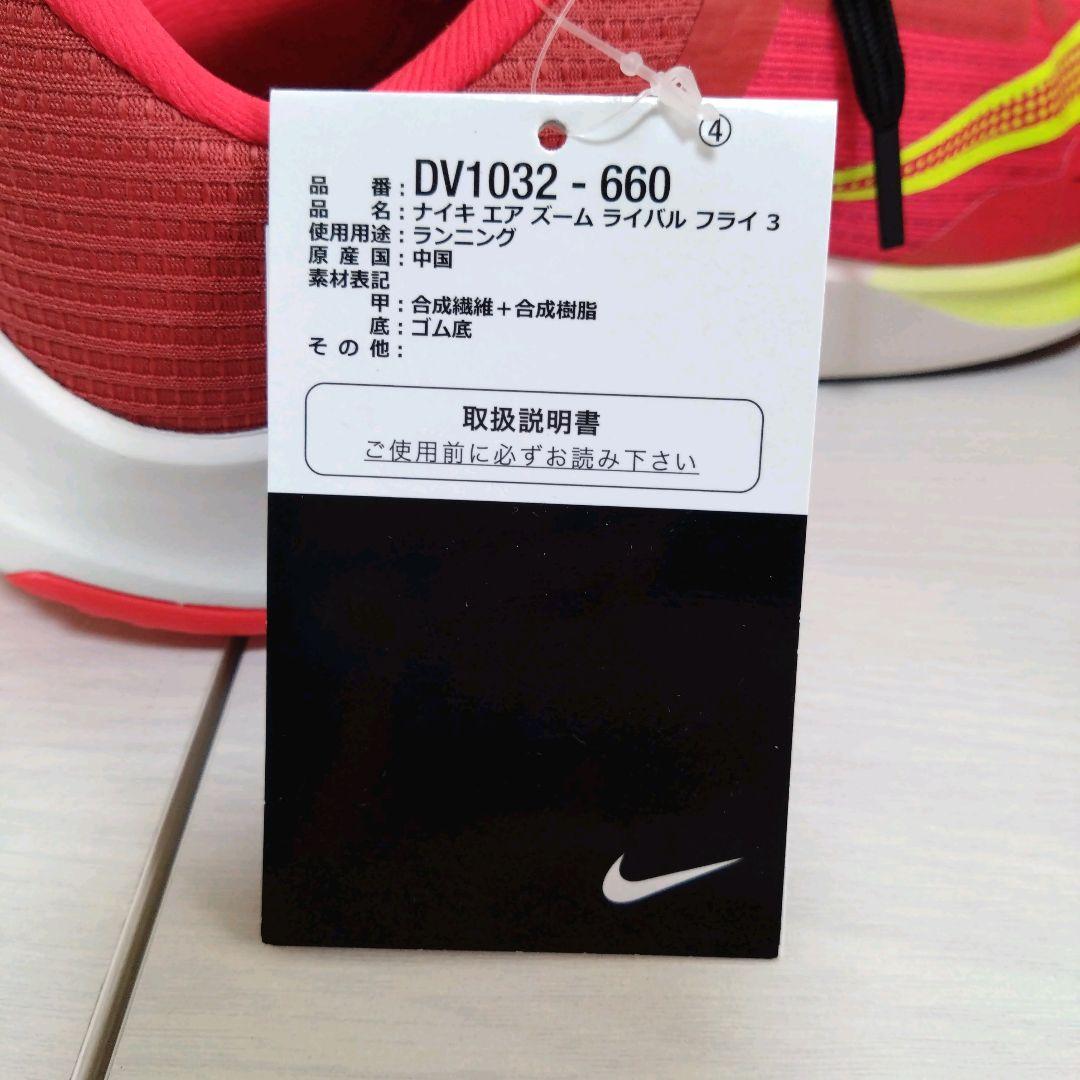 ④
品番：DV1032 - 660
品名：ナイキ エア ズーム ライバル フライ 3
使用用途：ランニング
原産国：中国
素材表記
甲：合成繊維＋合成樹脂
底：ゴム底
その他：
取扱説明書
ご使用前に必ずお読み下さい